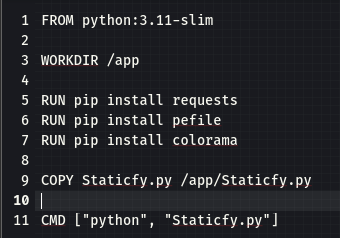 1 FROM python:3.11-slim
2
3 WORKDIR /app
4
5 RUN pip install requests
6 RUN pip install pefile
7 RUN pip install colorama
8
9 COPY Staticfy.py /app/Staticfy.py
10
11 CMD ["python", "Staticfy.py"]